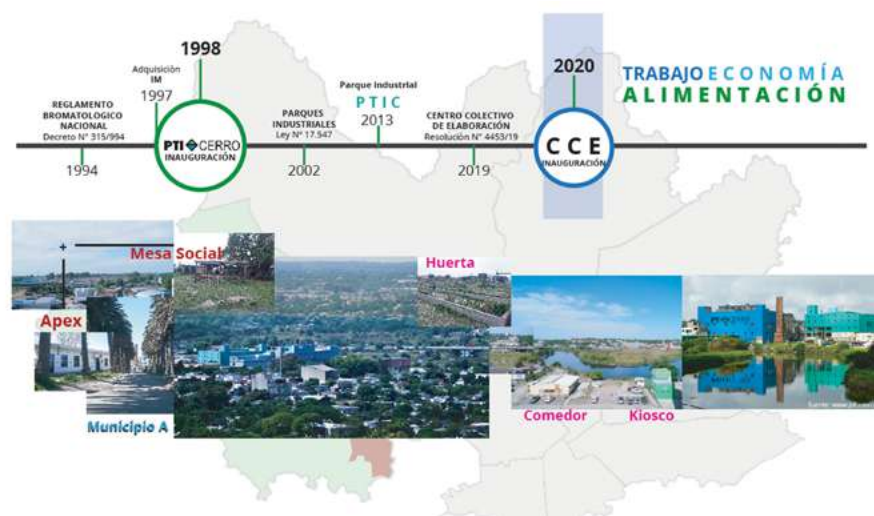 1998
2020
TRABAJO ECONOMÍA
ALIMENTACIÓN
Adquisición
IM
1997
Parque Industrial
PTIC
2013
REGLAMENTO
BROMATOLOGICO
NACIONAL
Decreto N° 315/994
PARQUES
INDUSTRIALES
Ley N° 17.547
CENTRO COLECTIVO
DE ELABORACIÓN
Resolución N° 4453/19
PTI CERRO
INAUGURACIÓN
CCE
INAUGURACIÓN
1994
2002
2019
Mesa Social
Huerta
Apex
Municipio A
Comedor
Kiosco